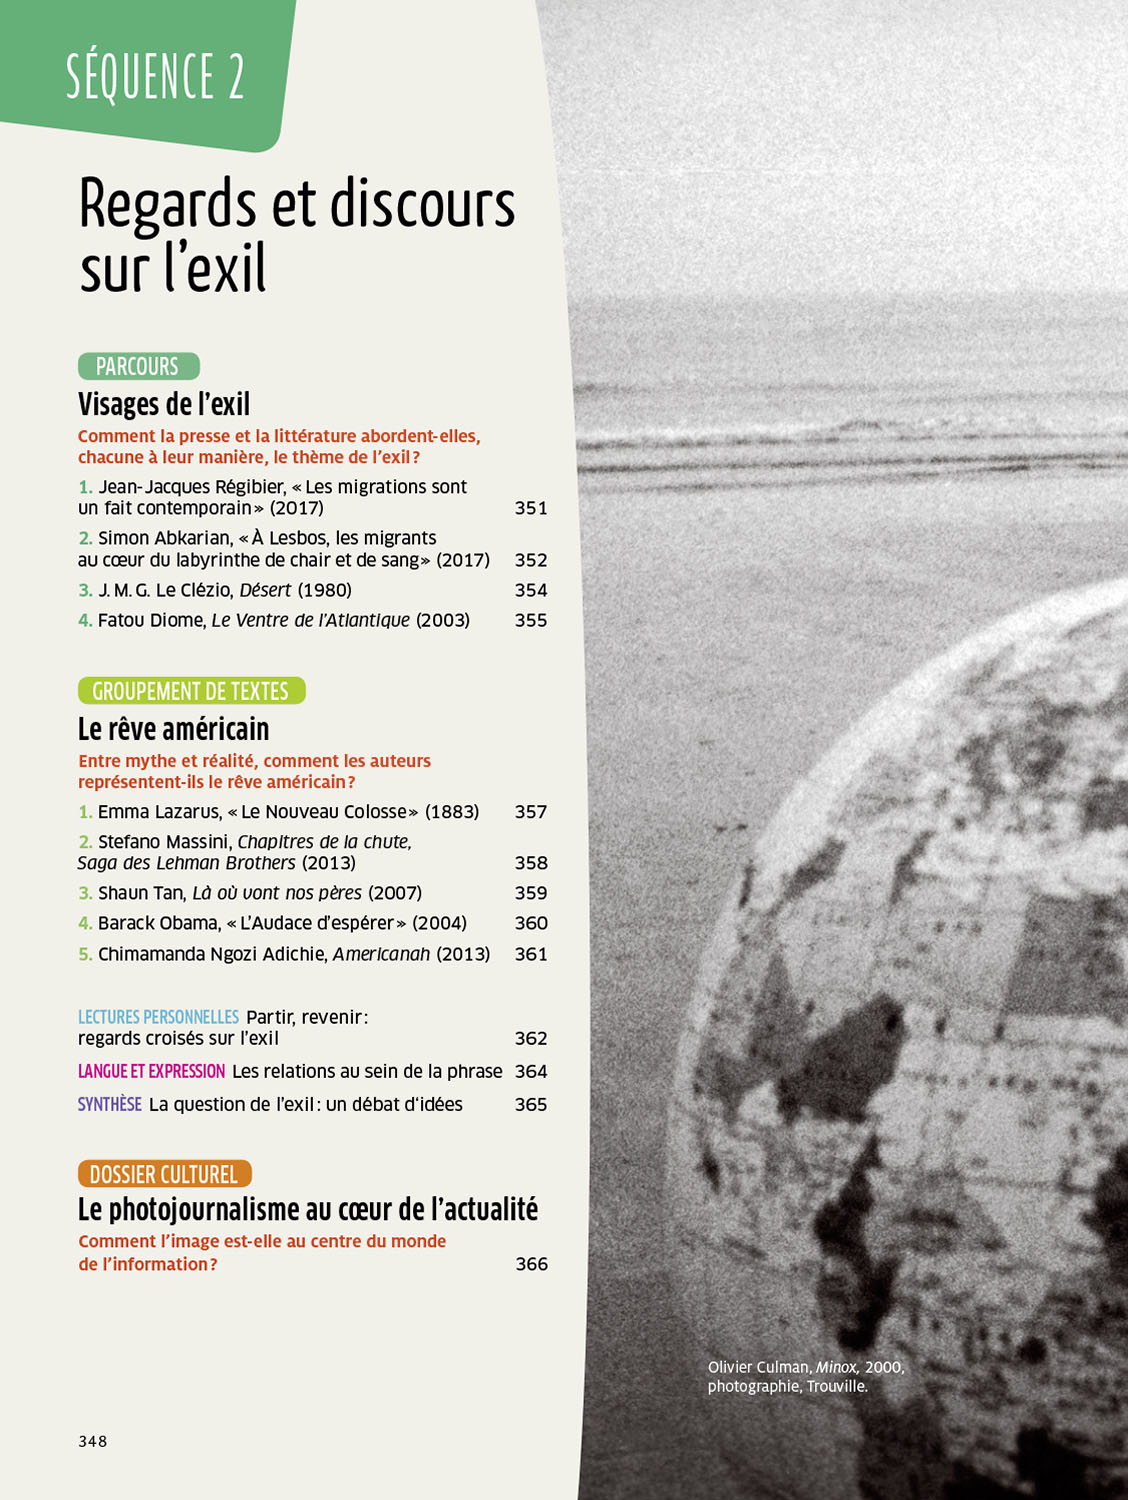 SÉQUENCE 2
Regards et discours
sur l’exil
PARCOURS
Visages de l’exil
Comment la presse et la littérature abordent-elles,
chacune à leur manière, le thème de l’exil ?
1. Jean-Jacques Régibier, « Les migrations sont
un fait contemporain » (2017) 351
2. Simon Abkarian, « À Lesbos, les migrants
au cœur du labyrinthe de chair et de sang » (2017) 352
3. J. M. G. Le Clézio, Désert (1980) 354
4. Fatou Diome, Le Ventre de l’Atlantique (2003) 355
GROUPEMENT DE TEXTES
Le rêve américain
Entre mythe et réalité, comment les auteurs
représentent-ils le rêve américain ?
1. Emma Lazarus, « Le Nouveau Colosse » (1883) 357
2. Stefano Massini, Chapitres de la chute,
Saga des Lehman Brothers (2013) 358
3. Shaun Tan, Là où vont nos pères (2007) 359
4. Barack Obama, « L’Audace d’espérer » (2004) 360
5. Chimamanda Ngozi Adichie, Americanah (2013) 361
LECTURES PERSONNELLES Partir, revenir :
regards croisés sur l’exil 362
LANGUE ET EXPRESSION Les relations au sein de la phrase 364
SYNTHÈSE La question de l’exil : un débat d‘idées 365
DOSSIER CULTUREL
Le photojournalisme au cœur de l’actualité
Comment l’image est-elle au centre du monde
de l’information ? 366
Olivier Culman, Minox, 2000,
photographie, Trouville.
348